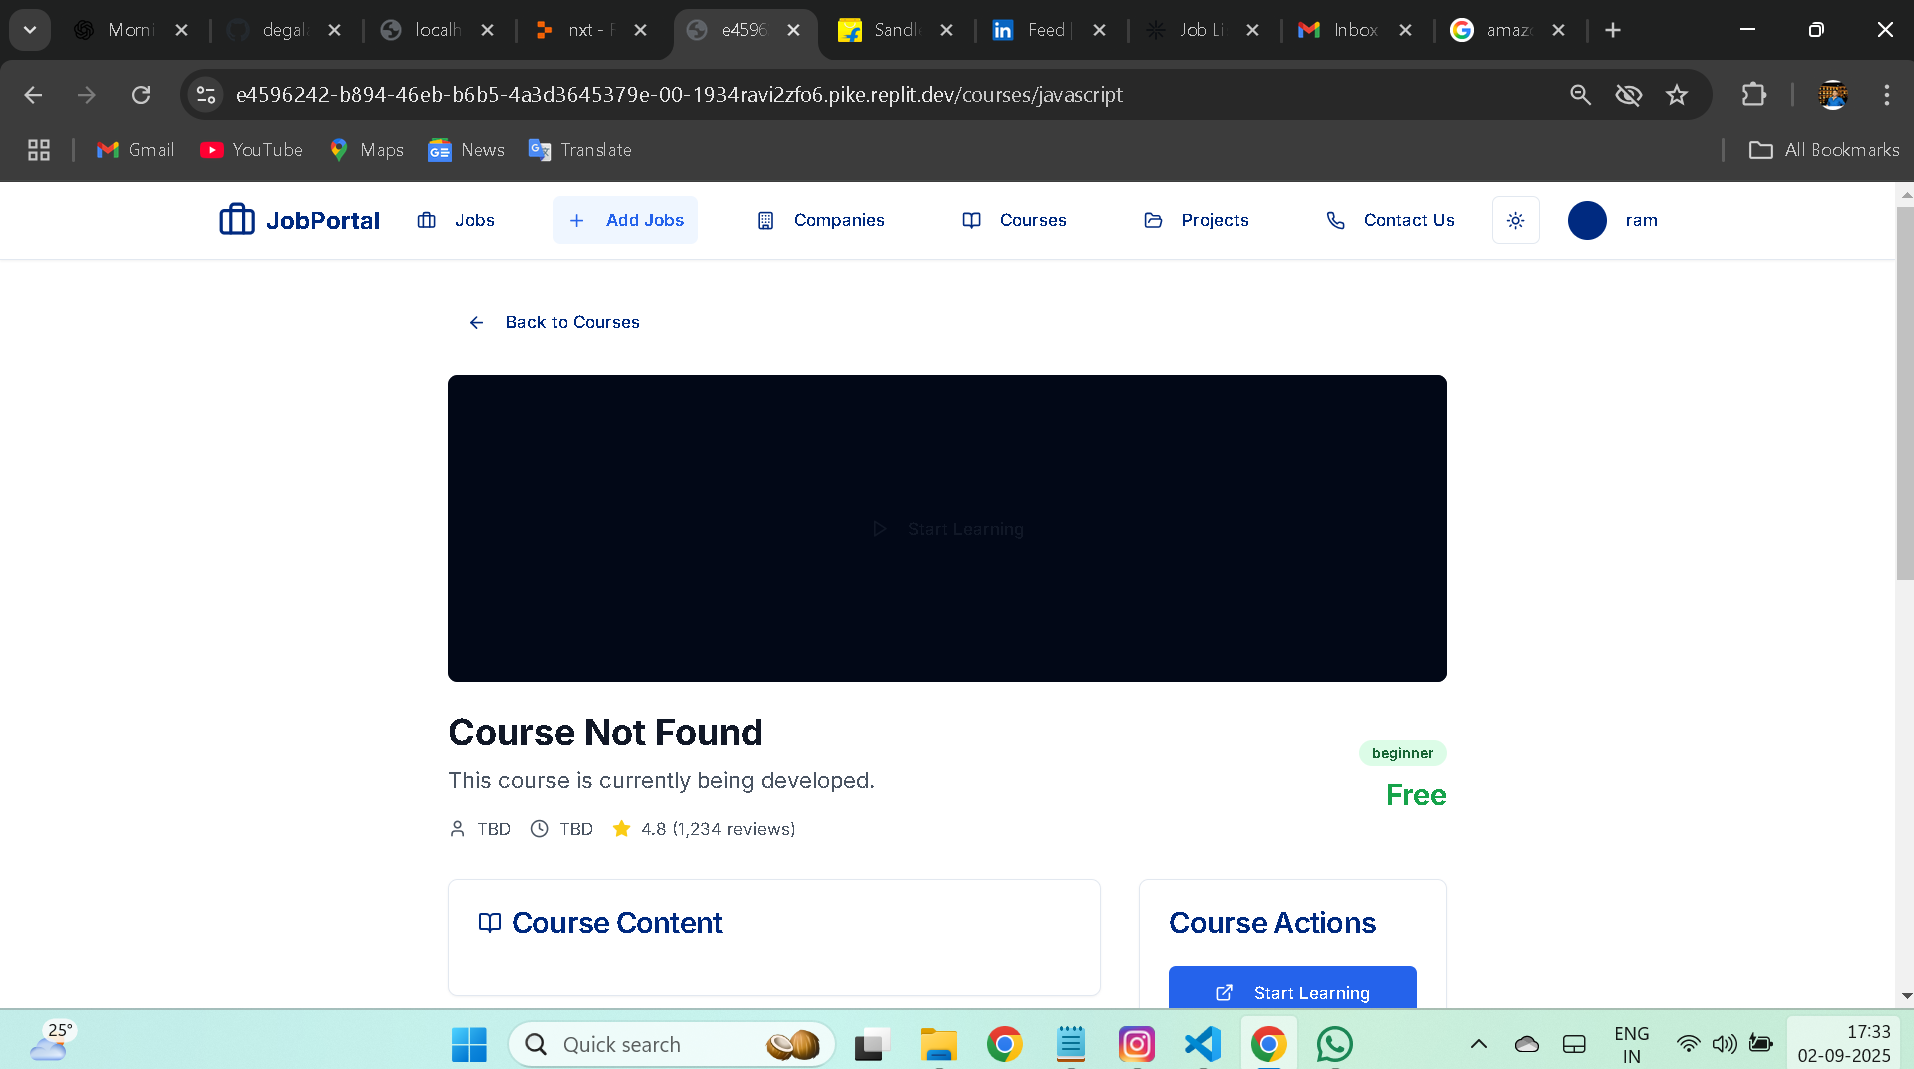 Morni
degala
localh
nxt - R
e4596
Sandle
Feed |
Job Li
Inbox
amazo
e4596242-b894-46eb-b6b5-4a3d3645379e-00-1934ravi2zfo6.pike.replit.dev/courses/javascript
Gmail
YouTube
Maps
News
Translate
All Bookmarks
JobPortal
Jobs
Add Jobs
Companies
Courses
Projects
Contact Us
ram
Back to Courses
Start Learning
Course Not Found
This course is currently being developed.
beginner
Free
TBD
TBD
4.8 (1,234 reviews)
Course Content
Course Actions
Start Learning
25°
Quick search
ENG
IN
17:33
02-09-2025